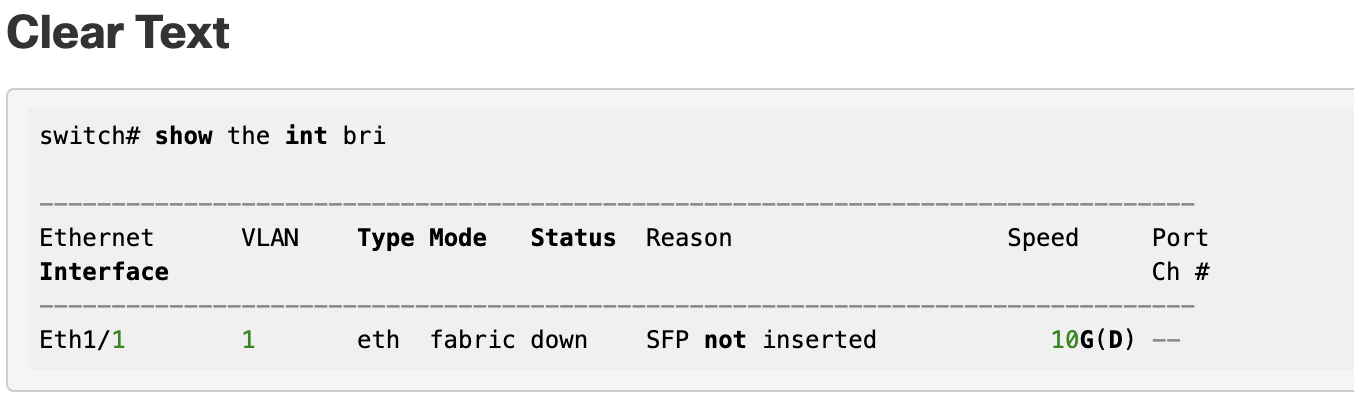 Clear Text
switch# show the int bri
--------------------------------------------------------------------------------
Ethernet      VLAN    Type Mode   Status  Reason                   Speed     Port
Interface                                                                    Ch #
--------------------------------------------------------------------------------
Eth1/1        1       eth  fabric down    SFP not inserted            10G(D) --